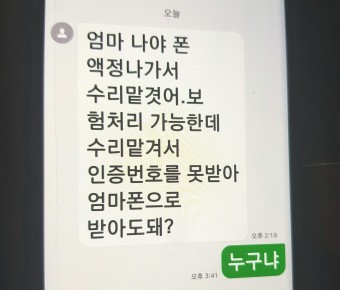 오늘
엄마 나야 폰
액정나가서
수리맡겻어.보
험처리 가능한데
수리맡겨서
인증번호를 못받아
엄마폰으로
받아도돼?
오후 2:19
누구냐
오후 3:41